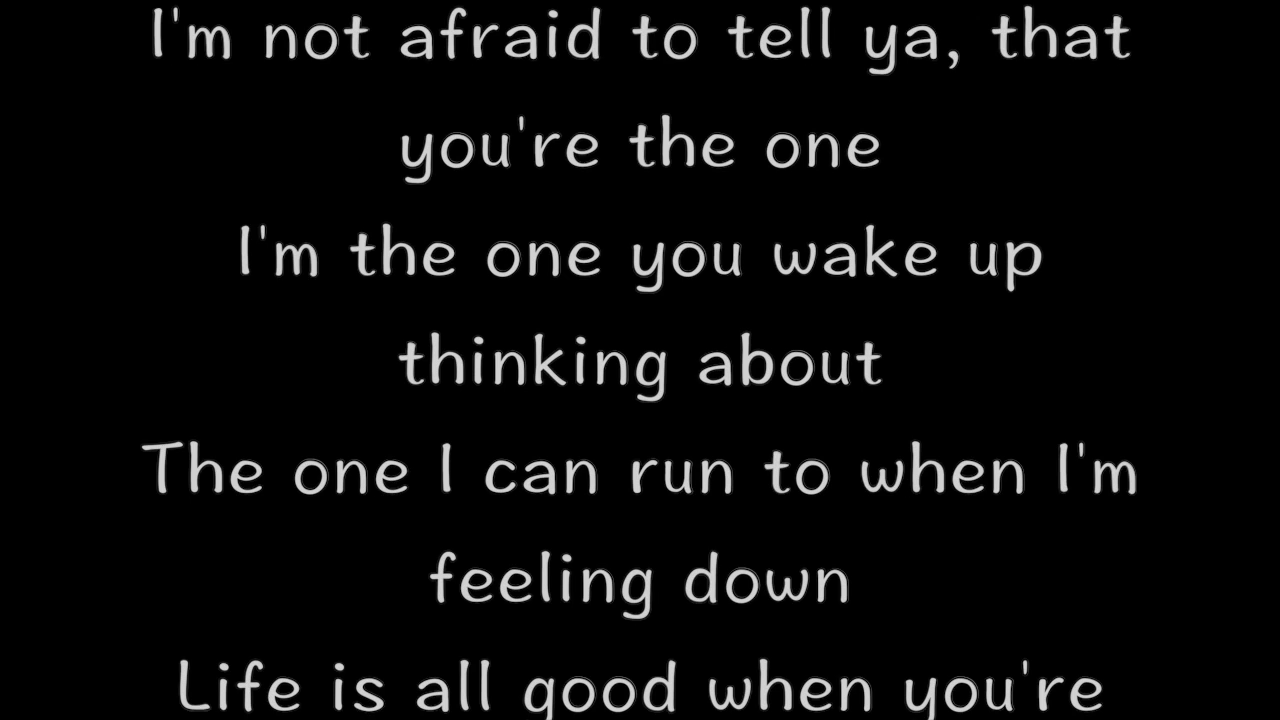 I'm not afraid to tell ya, that
you're the one
I'm the one you wake up
thinking about
The one I can run to when I'm
feeling down
Life is all good when you're